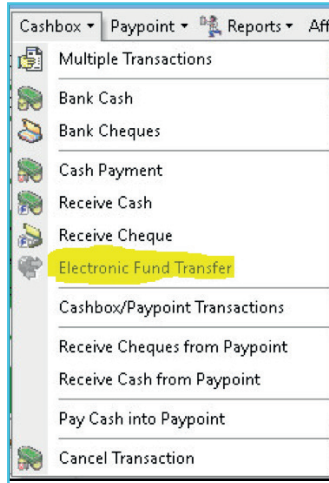 Cashbox Paypoint Reports Aff
Multiple Transactions
Bank Cash
Bank Cheques
Cash Payment
Receive Cash
Receive Cheque
Electronic Fund Transfer
Cashbox/Paypoint Transactions
Receive Cheques from Paypoint
Receive Cash from Paypoint
Pay Cash into Paypoint
Cancel Transaction